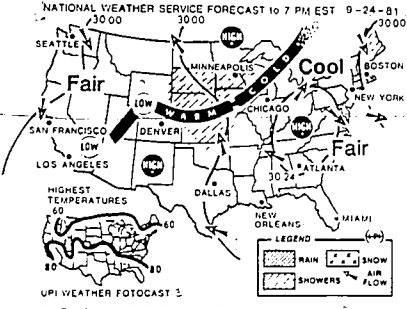 NATIONAL WEATHER SERVICE FORECAST to 7 PM EST 9-24-81
30.00
30.00
30.00
SEATTLE
HIGH
MINNEAPOLIS
COLD
Cool
BOSTON
Fair
LOW
WARM
CHICAGO
NEW YORK
SAN FRANCISCO
DENVER
HIGH
Fair
LOW
LOS ANGELES
HIGH
30.24
ATLANTA
DALLAS
HIGHEST
TEMPERATURES
60
60
NEW
ORLEANS
MIAMI
80
80
LEGEND
RAIN
SNOW
SHOWERS
AIR
FLOW
UPI WEATHER FOTOCAST